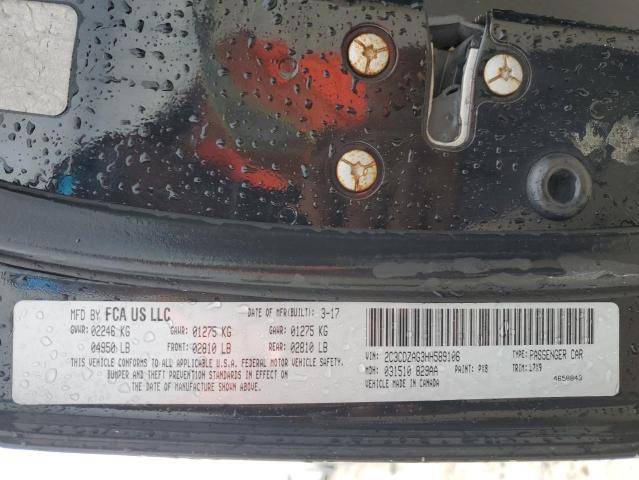 MFD BY FCA US LLC DATE OF MFR(BUILT): 3-17
GVWR: 02246 KG GAWR: 01275 KG GAWR: 01275 KG
04950 LB FRONT: 02810 LB REAR: 02810 LB
THIS VEHICLE CONFORMS TO ALL APPLICABLE U.S.A. FEDERAL MOTOR VEHICLE SAFETY,
BUMPER AND THEFT PREVENTION STANDARDS IN EFFECT ON
THE DATE OF MANUFACTURE SHOWN ABOVE.
VIN: 2C3CDZAG3HH589106 TYPE: PASSENGER CAR
MDH: 031510 829AA PAINT: PX8 TRIM: L7X9
VEHICLE MADE IN CANADA 4658843